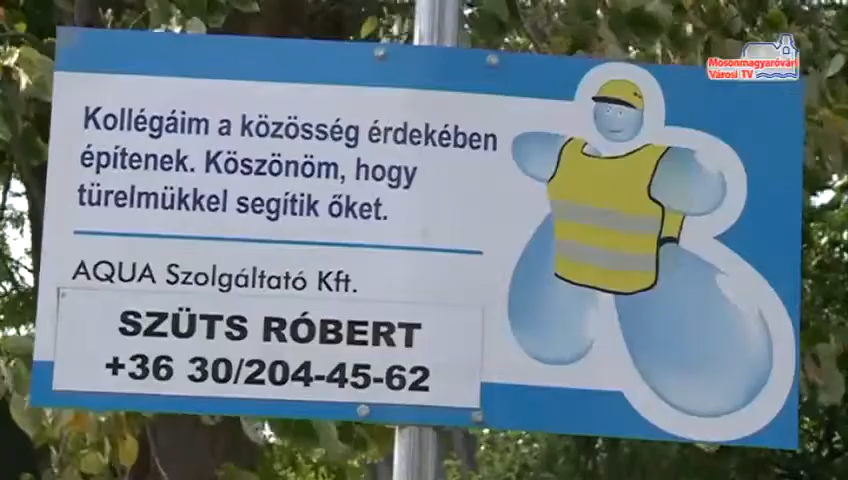 Mosonmagyaróvári
Városi TV
Kollégáim a közösség érdekében
építenek. Köszönöm, hogy
türelmükkel segítik őket.
AQUA Szolgáltató Kft.
SZÜTS RÓBERT
+36 30/204-45-62